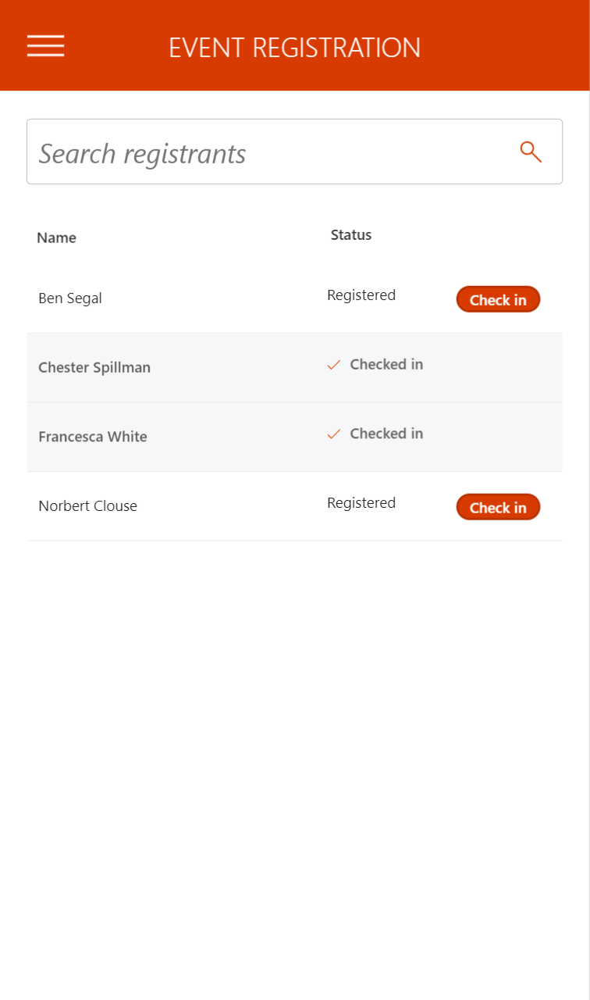 EVENT REGISTRATION
Search registrants
Name Status
Ben Segal Registered Check in
Chester Spillman Checked in
Francesca White Checked in
Norbert Clouse Registered Check in